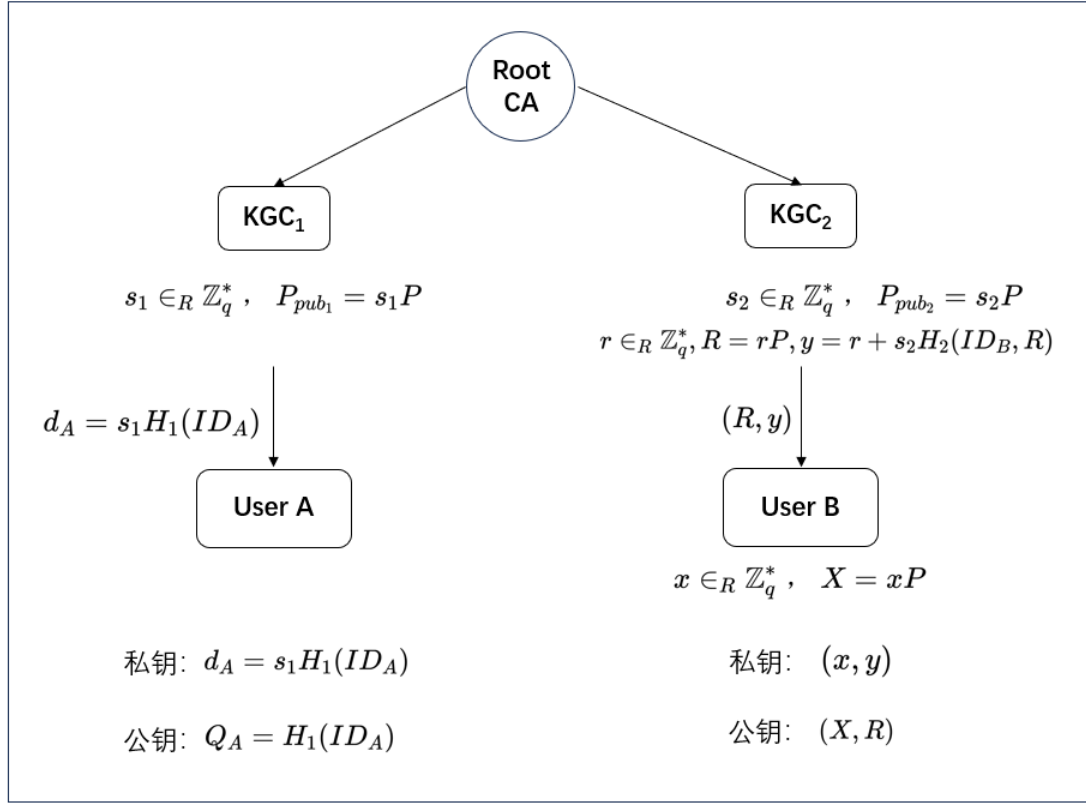 Root
CA
KGC₁
KGC₂
s₁ ∈_R ℤ_q^* ， P_{pub₁} = s₁P
s₂ ∈_R ℤ_q^* ， P_{pub₂} = s₂P
r ∈_R ℤ_q^*, R = rP, y = r + s₂H₂(ID_B, R)
d_A = s₁H₁(ID_A)
(R, y)
User A
User B
x ∈_R ℤ_q^* ， X = xP
私钥： d_A = s₁H₁(ID_A)
私钥： (x, y)
公钥： Q_A = H₁(ID_A)
公钥： (X, R)